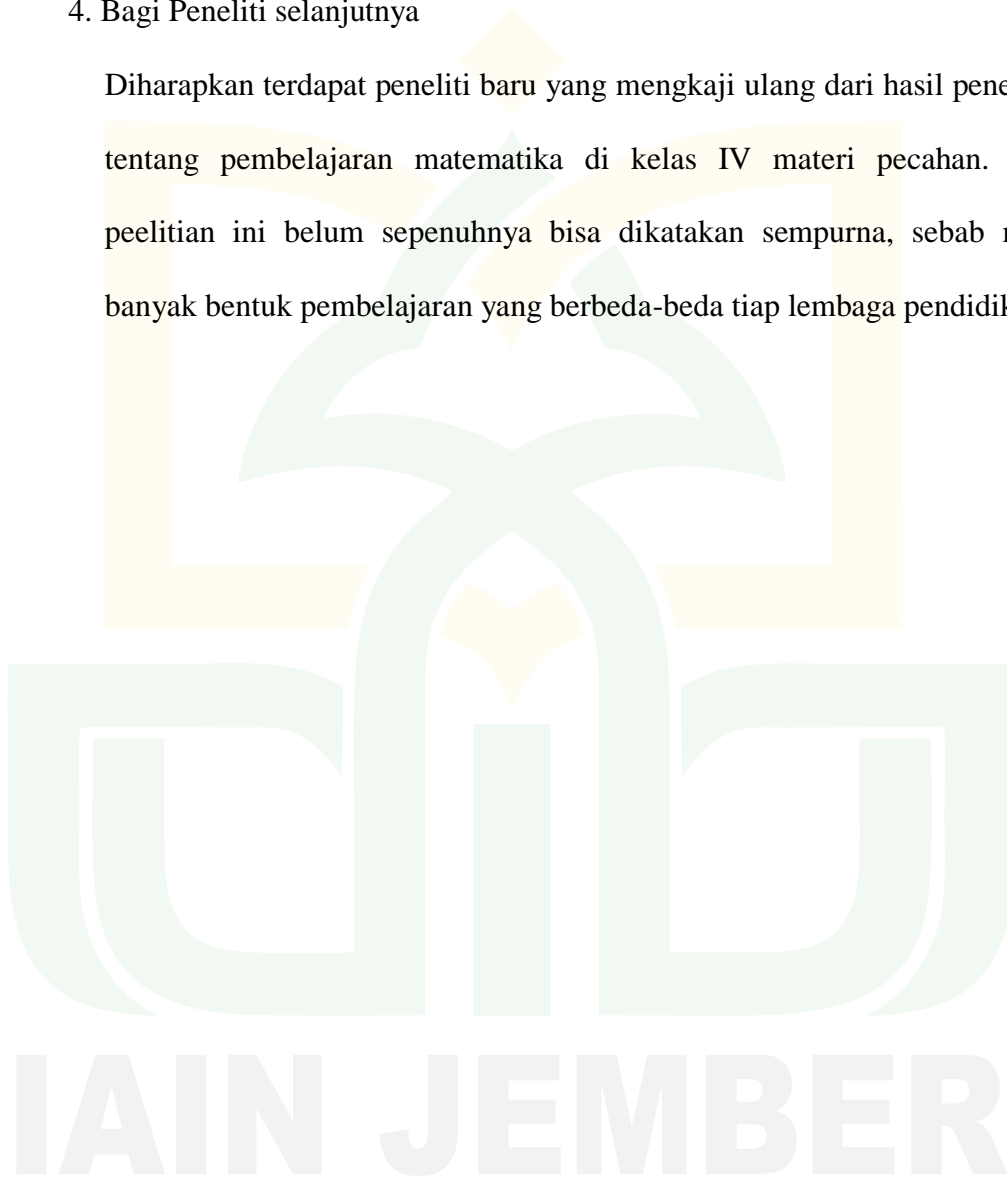 4. Bagi Peneliti selanjutnya
Diharapkan terdapat peneliti baru yang mengkaji ulang dari hasil
tentang pembelajaran matematika di kelas IV materi pecahan.
peelitian ini belum sepenuhnya bisa dikatakan sempurna, sebab
banyak bentuk pembelajaran yang berbeda-beda tiap lembaga
IAIN JEMBER